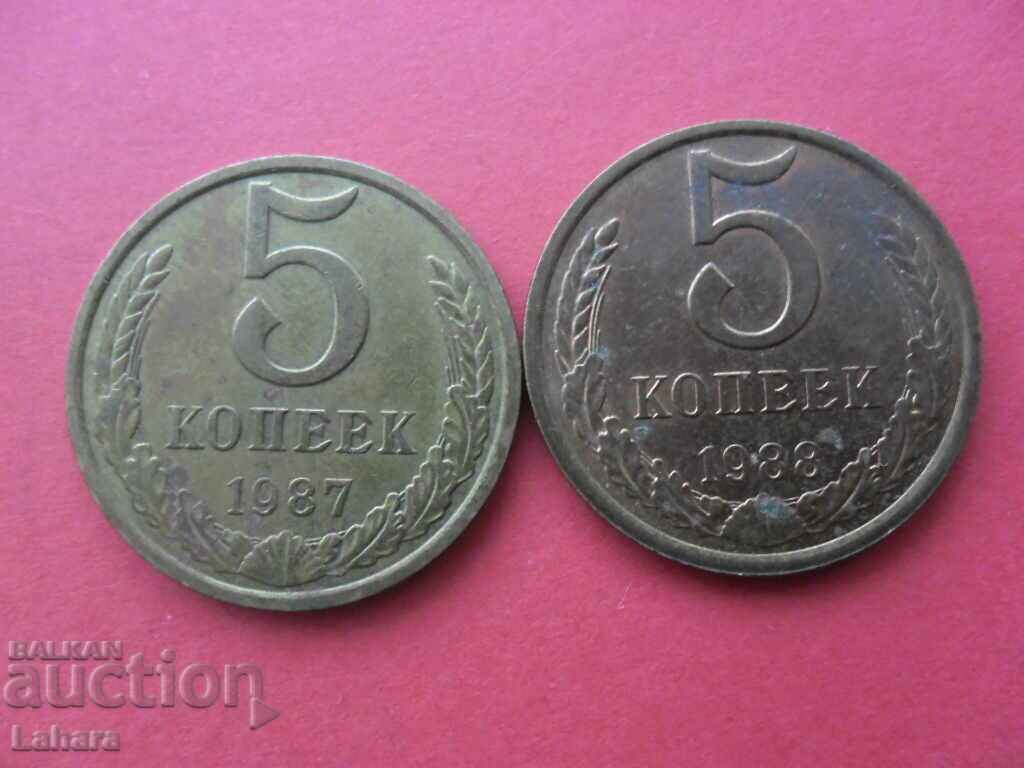 5
КОПЕЕК
1987
5
КОПЕЕК
1988
BALKAN
auction
Lahara